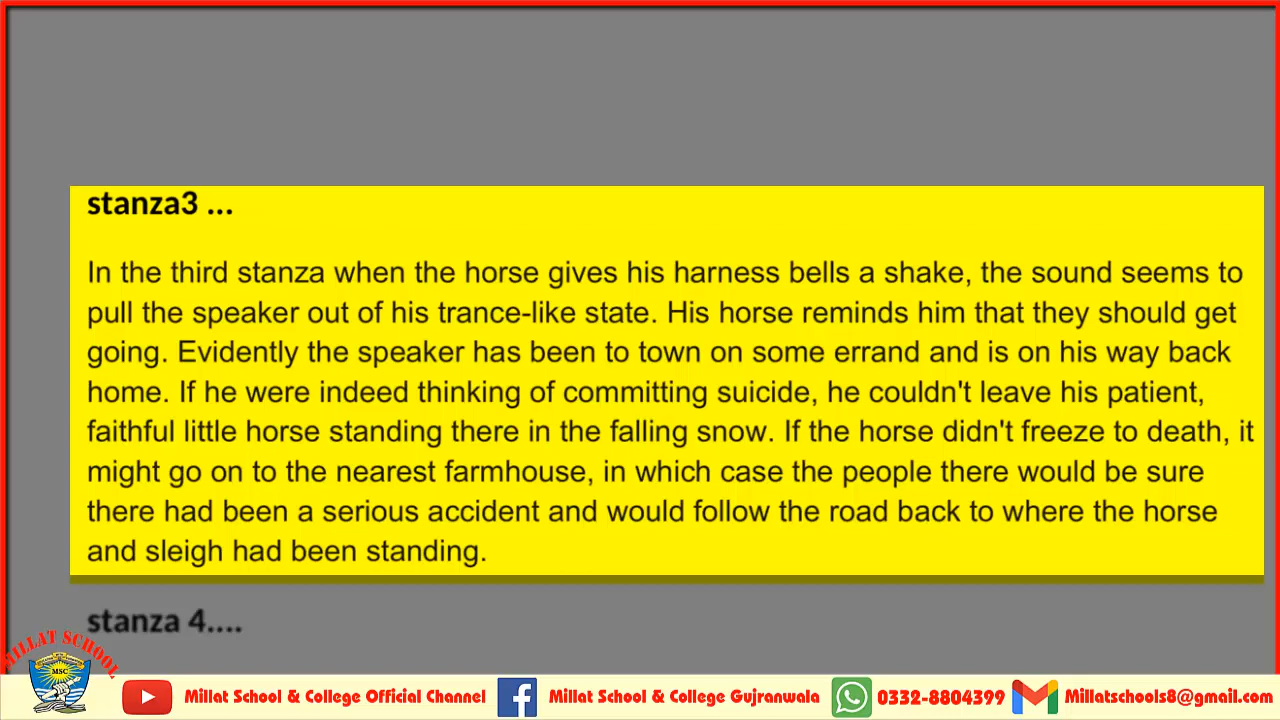 stanza3 ...
In the third stanza when the horse gives his harness bells a shake, the sound seems to
pull the speaker out of his trance-like state. His horse reminds him that they should get
going. Evidently the speaker has been to town on some errand and is on his way back
home. If he were indeed thinking of committing suicide, he couldn't leave his patient,
faithful little horse standing there in the falling snow. If the horse didn't freeze to death, it
might go on to the nearest farmhouse, in which case the people there would be sure
there had been a serious accident and would follow the road back to where the horse
and sleigh had been standing.
stanza 4....
MILLAT SCHOOL
MSC
Millat School & College Official Channel
Millat School & College Gujranwala
0332-8804399
Millatschools8@gmail.com